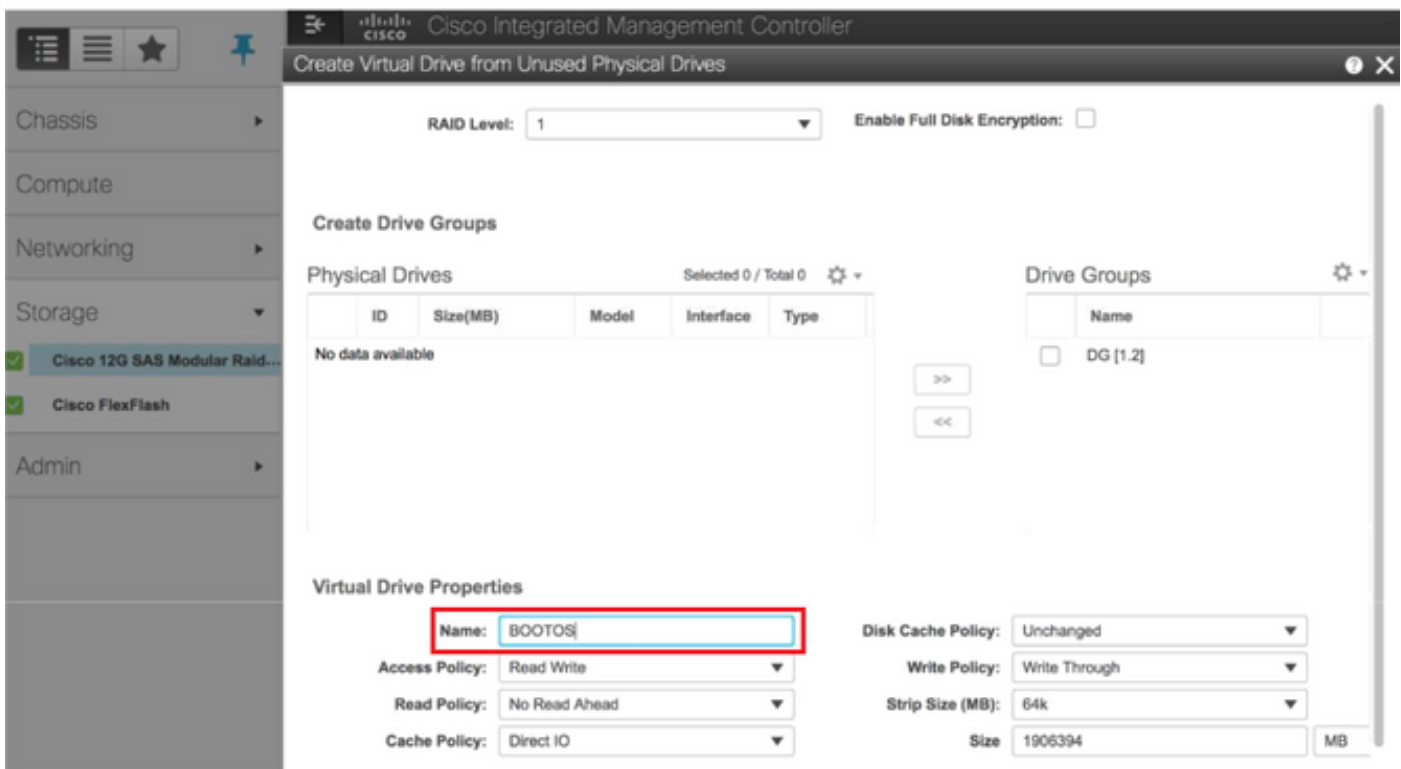 cisco Cisco Integrated Management Controller
Create Virtual Drive from Unused Physical Drives
Chassis
Compute
Networking
Storage
Cisco 12G SAS Modular Raid...
Cisco FlexFlash
Admin
RAID Level: 1 Enable Full Disk Encryption:
Create Drive Groups
Physical Drives Selected 0 / Total 0 Drive Groups
ID Size(MB) Model Interface Type Name
No data available DG [1.2]
>>
<<
Virtual Drive Properties
Name: BOOTOS Disk Cache Policy: Unchanged
Access Policy: Read Write Write Policy: Write Through
Read Policy: No Read Ahead Strip Size (MB): 64k
Cache Policy: Direct IO Size 1906394 MB